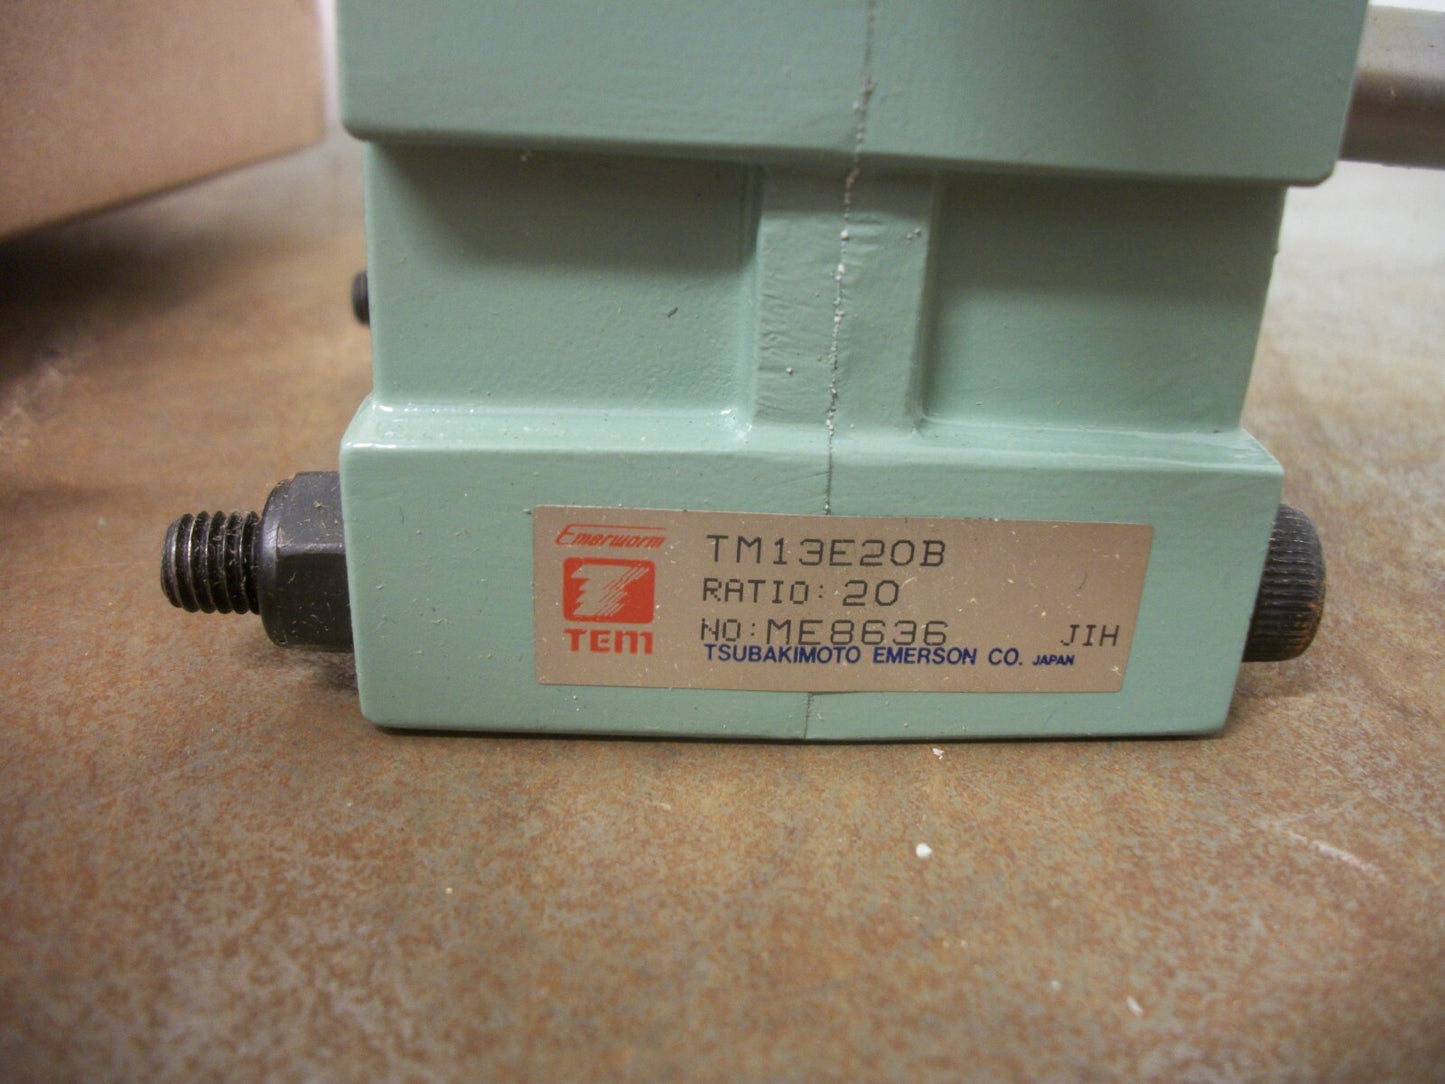 Emerworm
TEM
TM13E20B
RATIO: 20
NO: ME8636 JIH
TSUBAKIMOTO EMERSON CO. JAPAN